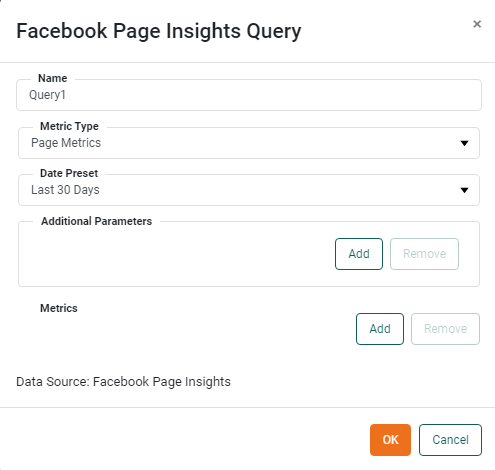 Facebook Page Insights Query
×
Name
Query1
Metric Type
Page Metrics
Date Preset
Last 30 Days
Additional Parameters
Add Remove
Metrics
Add Remove
Data Source: Facebook Page Insights
OK Cancel